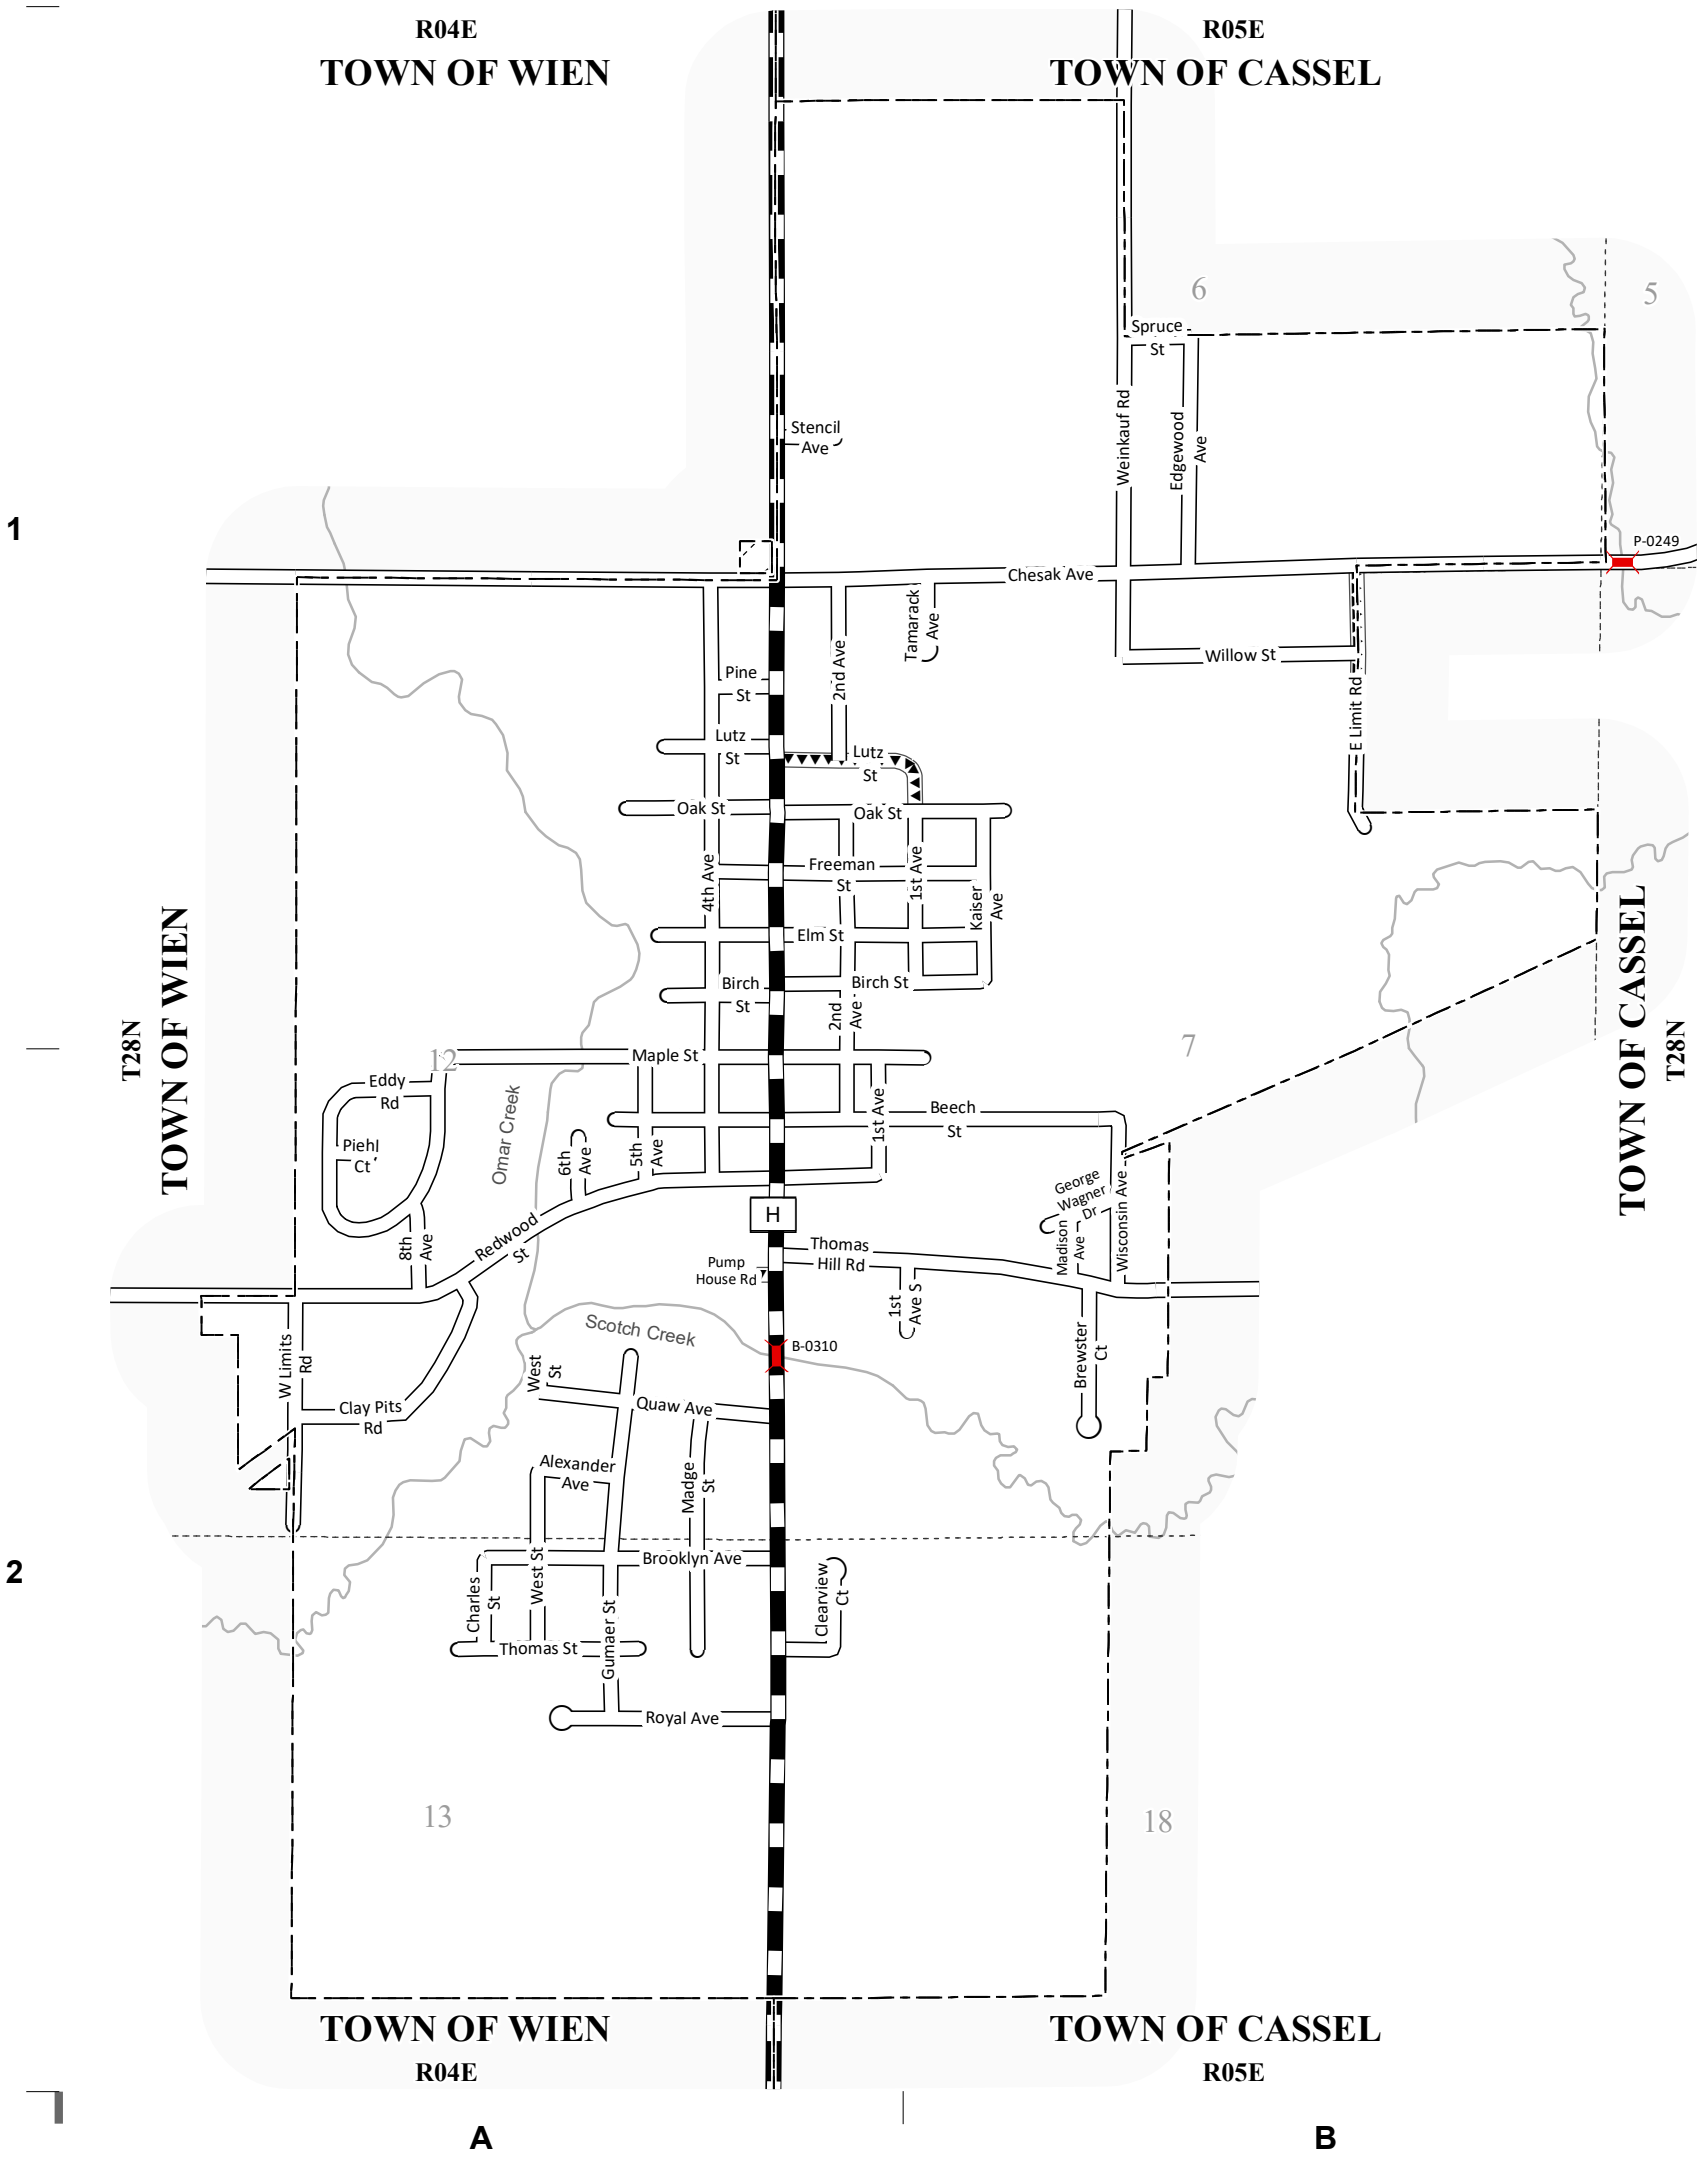 R04E
R05E
TOWN OF WIEN
TOWN OF CASSEL
6
5
Spruce
St
Weinkauf Rd
Edgewood
Ave
Stencil
Ave
1
P-0249
Chesak Ave
Tamarack
Ave
2nd Ave
Willow St
Pine
St
E Limit Rd
Lutz
St
Lutz
St
Oak St
Oak St
4th Ave
Freeman
St
1st Ave
Kaiser
Ave
Elm St
Birch
St
Birch St
2nd
Ave
T28N
TOWN OF WIEN
TOWN OF CASSEL
T28N
7
12
Maple St
Eddy
Rd
Omar Creek
Beech
St
1st Ave
Piehl
Ct
6th
Ave
5th
Ave
George
Wagner
Dr
Wisconsin Ave
Madison
Ave
H
8th
Ave
Redwood
St
Thomas
Hill Rd
Pump
House Rd
1st
Ave S
Scotch Creek
B-0310
Brewster
Ct
W Limits
Rd
West
St
Clay Pits
Rd
Quaw Ave
Alexander
Ave
Madge
St
2
Brooklyn Ave
West St
Charles
St
Clearview
Ct
Gumaer St
Thomas St
Royal Ave
13
18
TOWN OF WIEN
TOWN OF CASSEL
R04E
R05E
A
B